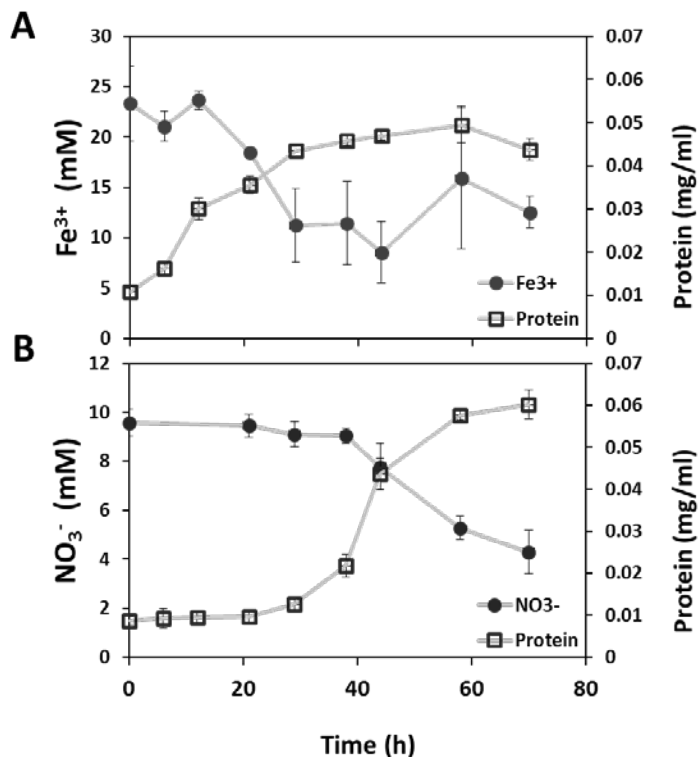 A
30
25
20
15
10
5
0
Fe³⁺ (mM)
0.07
0.06
0.05
0.04
0.03
0.02
0.01
0
Protein (mg/ml)
Fe3+
Protein
B
12
10
8
6
4
2
0
NO₃⁻ (mM)
0.07
0.06
0.05
0.04
0.03
0.02
0.01
0
Protein (mg/ml)
NO3-
Protein
0 20 40 60 80
Time (h)